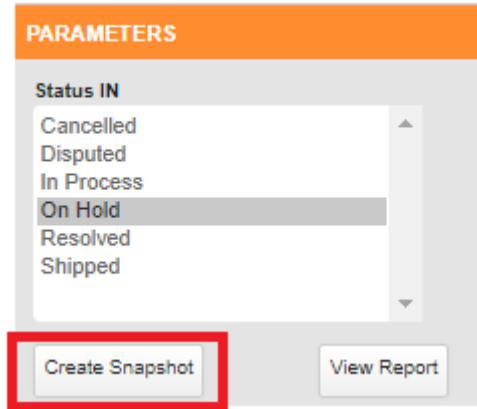 PARAMETERS
Status IN
Cancelled
Disputed
In Process
On Hold
Resolved
Shipped
Create Snapshot View Report